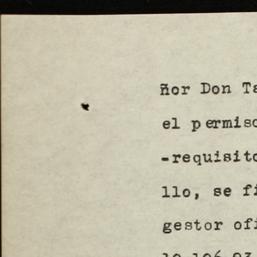 ñor Don Ta
el permiso
-requisito
llo, se fi
gestor ofi